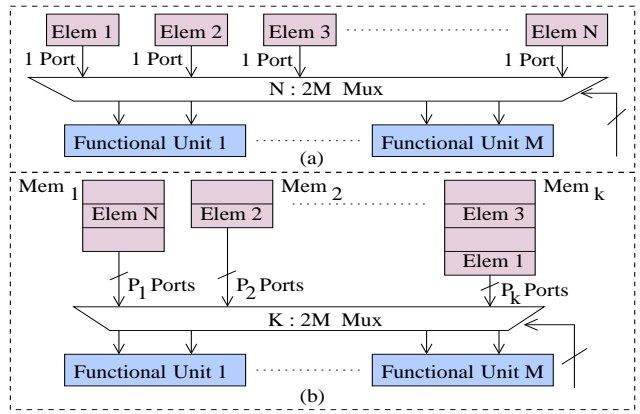 Elem 1 Elem 2 Elem 3 Elem N
1 Port 1 Port 1 Port 1 Port
N : 2M Mux
Functional Unit 1 Functional Unit M
(a)
Mem 1 Mem 2 Mem k
Elem N Elem 2 Elem 3
Elem 1
P1 Ports P2 Ports Pk Ports
K : 2M Mux
Functional Unit 1 Functional Unit M
(b)